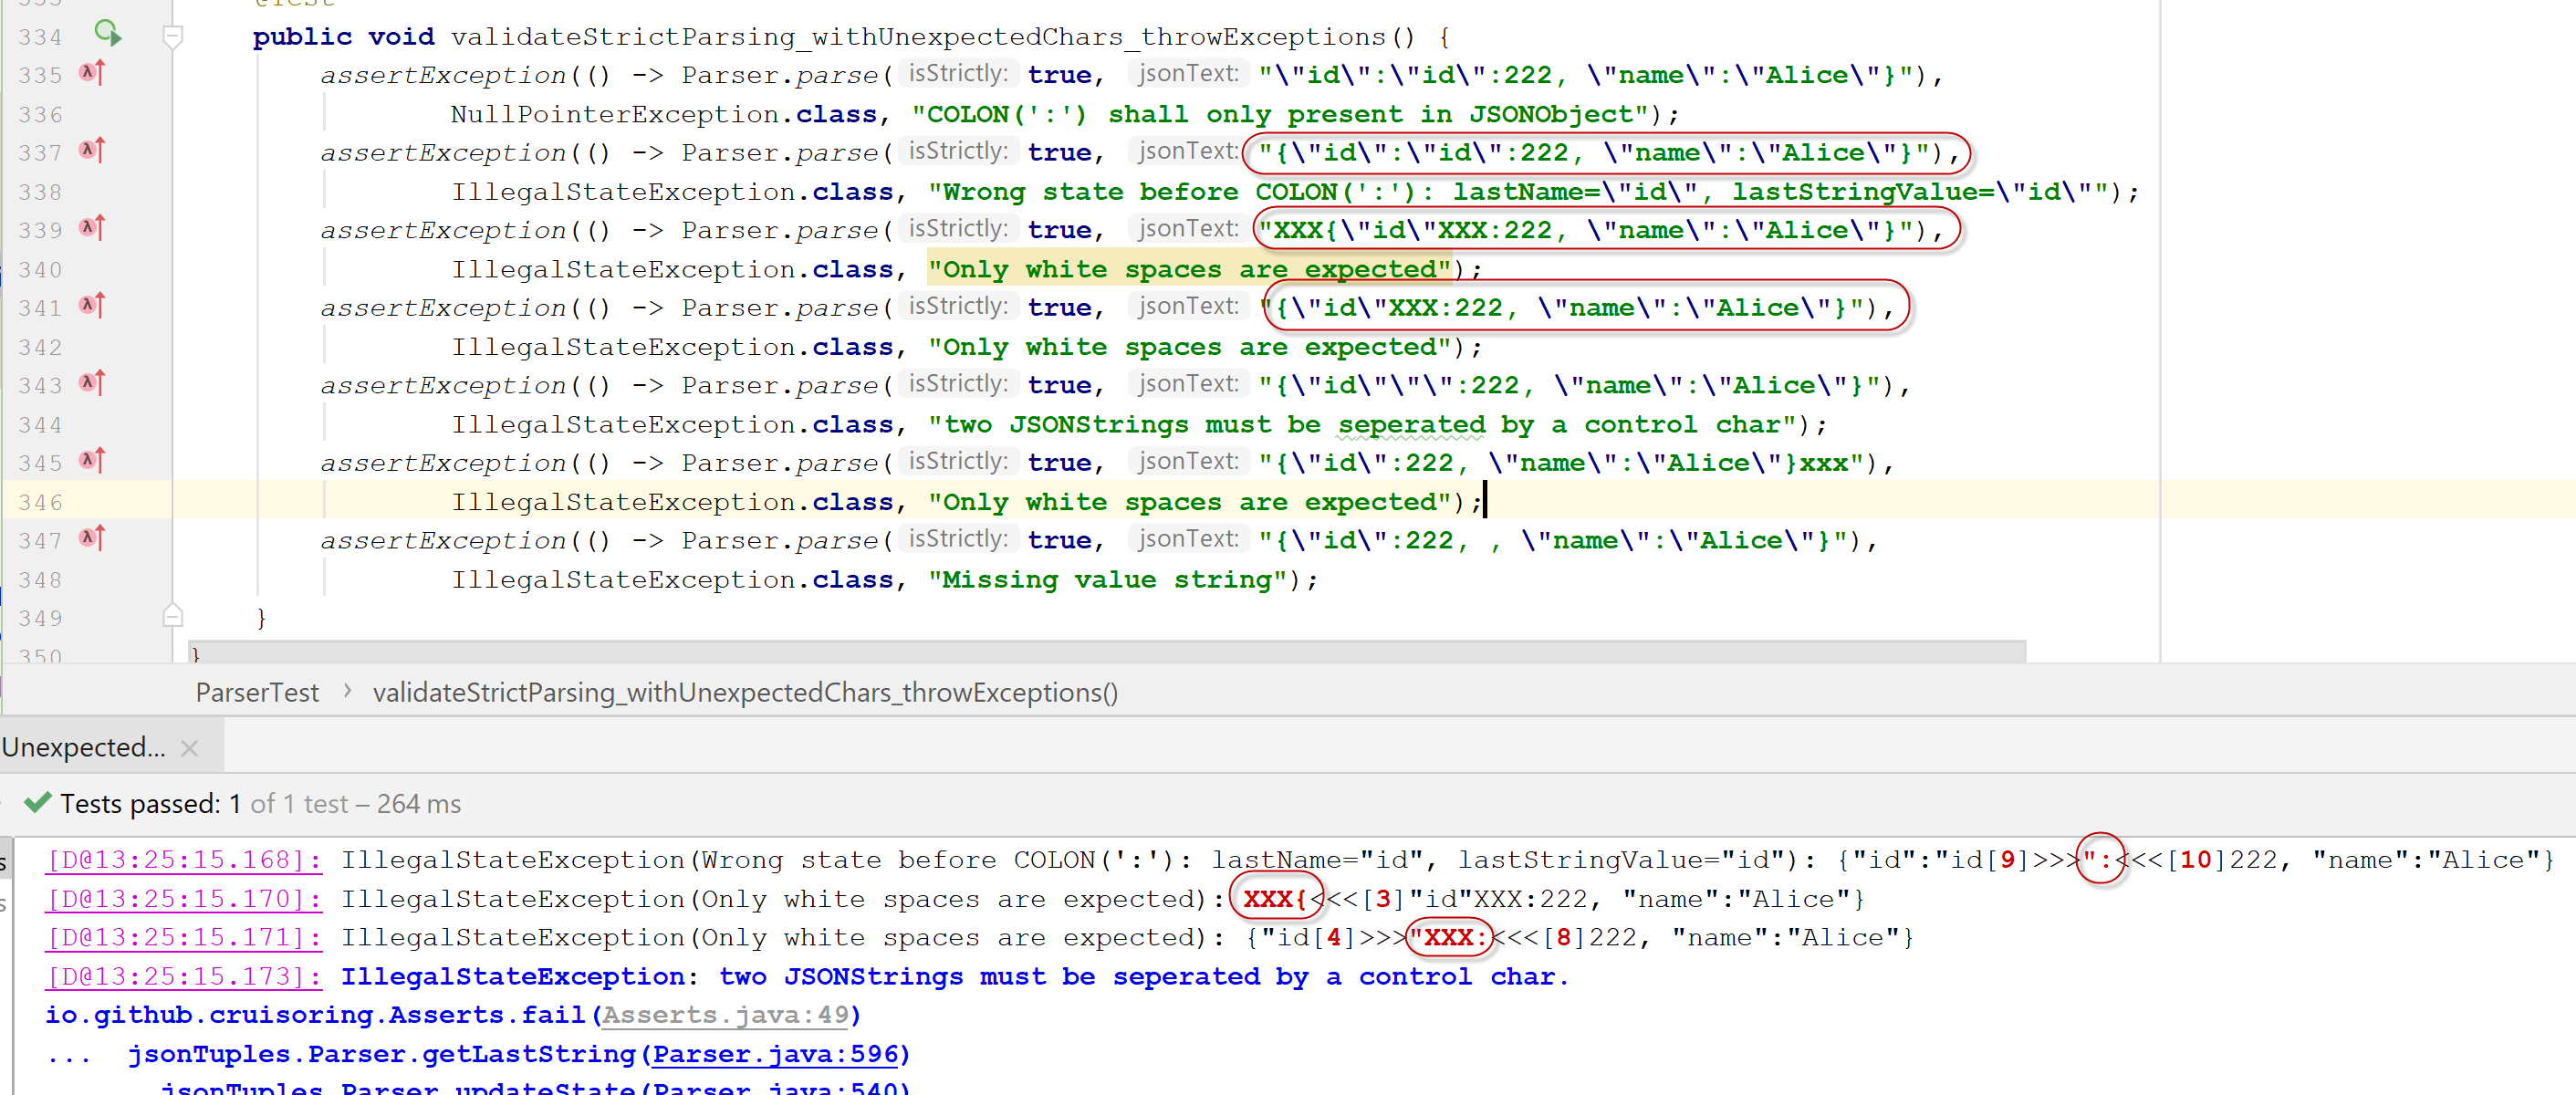 333 @Test
334 public void validateStrictParsing_withUnexpectedChars_throwExceptions() {
335 assertException(() -> Parser.parse( isStrictly: true, jsonText: "\"id\":\"id\":222, \"name\":\"Alice\"}"),
336 NullPointerException.class, "COLON(':') shall only present in JSONObject");
337 assertException(() -> Parser.parse( isStrictly: true, jsonText: "{\"id\":\"id\":222, \"name\":\"Alice\"}"),
338 IllegalStateException.class, "Wrong state before COLON(':'): lastName=\"id\", lastStringValue=\"id\"");
339 assertException(() -> Parser.parse( isStrictly: true, jsonText: "XXX{\"id\"XXX:222, \"name\":\"Alice\"}"),
340 IllegalStateException.class, "Only white spaces are expected");
341 assertException(() -> Parser.parse( isStrictly: true, jsonText: "{\"id\"XXX:222, \"name\":\"Alice\"}"),
342 IllegalStateException.class, "Only white spaces are expected");
343 assertException(() -> Parser.parse( isStrictly: true, jsonText: "{\"id\"\"\":222, \"name\":\"Alice\"}"),
344 IllegalStateException.class, "two JSONStrings must be seperated by a control char");
345 assertException(() -> Parser.parse( isStrictly: true, jsonText: "{\"id\":222, \"name\":\"Alice\"}xxx"),
346 IllegalStateException.class, "Only white spaces are expected");
347 assertException(() -> Parser.parse( isStrictly: true, jsonText: "{\"id\":222, , \"name\":\"Alice\"}"),
348 IllegalStateException.class, "Missing value string");
349 }
350 }
ParserTest › validateStrictParsing_withUnexpectedChars_throwExceptions()
Unexpected... ×
Tests passed: 1 of 1 test – 264 ms
[D@13:25:15.168]: IllegalStateException(Wrong state before COLON(':'): lastName="id", lastStringValue="id"): {"id":"id[9]>>>":<<<[10]222, "name":"Alice"}
[D@13:25:15.170]: IllegalStateException(Only white spaces are expected): XXX{<<<[3]"id"XXX:222, "name":"Alice"}
[D@13:25:15.171]: IllegalStateException(Only white spaces are expected): {"id[4]>>>"XXX:<<<[8]222, "name":"Alice"}
[D@13:25:15.173]: IllegalStateException: two JSONStrings must be seperated by a control char.
io.github.cruisoring.Asserts.fail(Asserts.java:49)
... jsonTuples.Parser.getLastString(Parser.java:596)
jsonTuples.Parser.updateState(Parser.java:540)